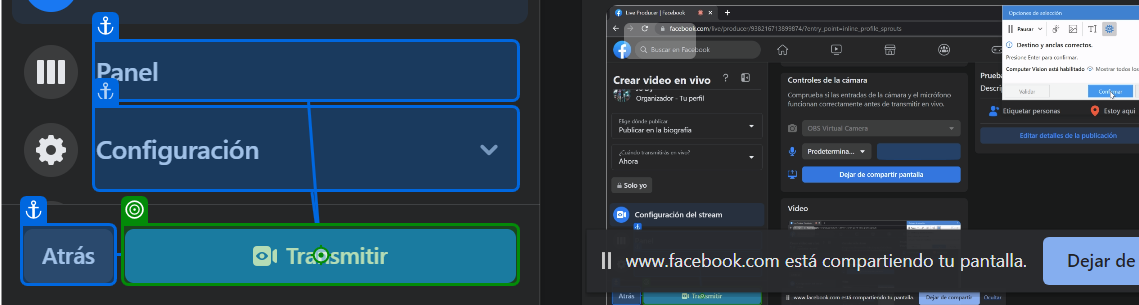 Panel
Configuración
Atrás
Transmitir
Live Producer | Facebook
facebook.com/live/producer/938216713899874/?entry_point=inline_profile_sprouts
Buscar en Facebook
Crear video en vivo
Organizador - Tu perfil
Elige dónde publicar
Publicar en la biografía
¿Cuándo transmitirás en vivo?
Ahora
Solo yo
Configuración del stream
Controles de la cámara
Comprueba si las entradas de la cámara y el micrófono
funcionan correctamente antes de transmitir en vivo.
OBS Virtual Camera
Predetermina...
Dejar de compartir pantalla
Video
Opciones de selección
Pausar
Destino y anclas correctos.
Presione Enter para confirmar.
Computer Vision está habilitado
Mostrar todos los
Validar
Confirmar
Prueba
Descrip
Etiquetar personas
Estoy aquí
Editar detalles de la publicación
www.facebook.com está compartiendo tu pantalla.
Dejar de
Atrás
Transmitir
www.facebook.com está compartiendo tu pantalla.
Dejar de compartir
Ocultar